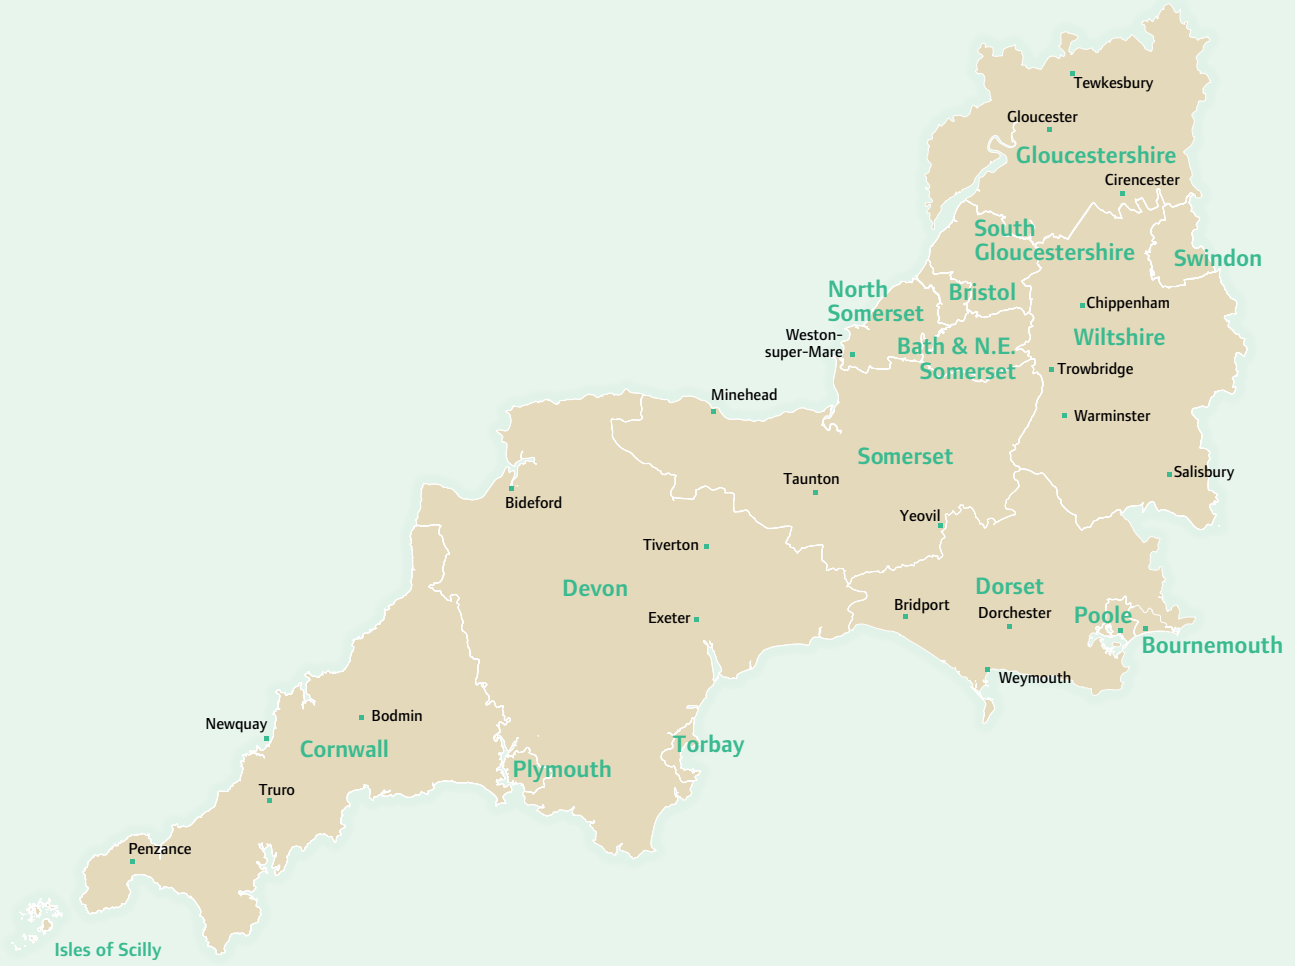 Tewkesbury
Gloucester
Gloucestershire
Cirencester
South
Gloucestershire
Swindon
North
Somerset
Bristol
Chippenham
Weston-
super-Mare
Bath & N.E.
Somerset
Wiltshire
Trowbridge
Minehead
Warminster
Somerset
Taunton
Salisbury
Bideford
Yeovil
Tiverton
Devon
Dorset
Bridport
Dorchester
Poole
Exeter
Bournemouth
Weymouth
Newquay
Bodmin
Cornwall
Torbay
Plymouth
Truro
Penzance
Isles of Scilly